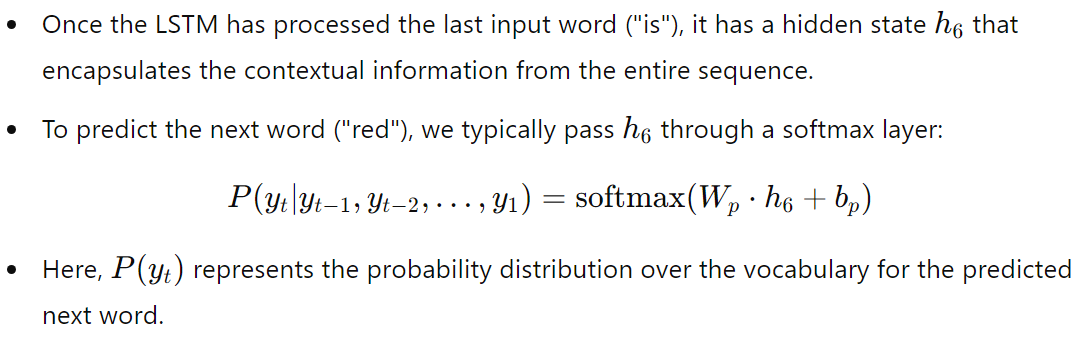 • Once the LSTM has processed the last input word ("is"), it has a hidden state h₆ that
encapsulates the contextual information from the entire sequence.
• To predict the next word ("red"), we typically pass h₆ through a softmax layer:
P(yₜ|yₜ₋₁, yₜ₋₂, . . . , y₁) = softmax(Wₚ · h₆ + bₚ)
• Here, P(yₜ) represents the probability distribution over the vocabulary for the predicted
next word.